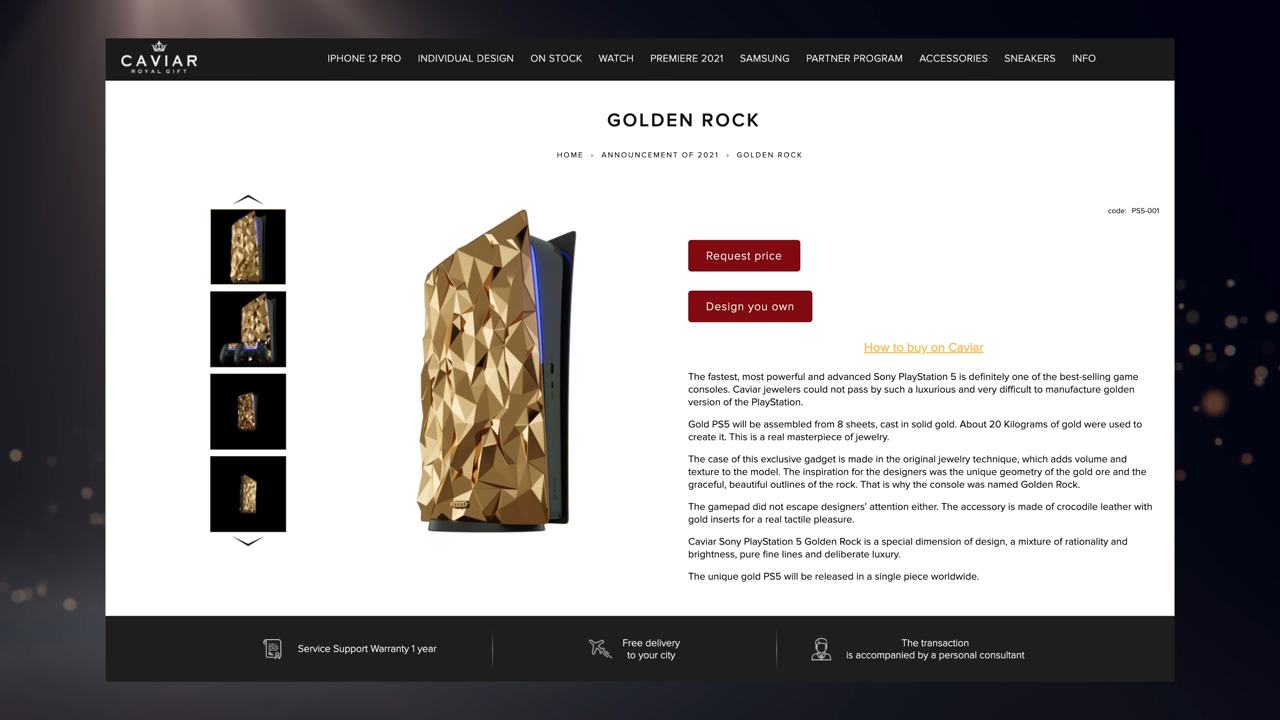 CAVIAR
ROYAL GIFT
IPHONE 12 PRO
INDIVIDUAL DESIGN
ON STOCK
WATCH
PREMIERE 2021
SAMSUNG
PARTNER PROGRAM
ACCESSORIES
SNEAKERS
INFO
GOLDEN ROCK
HOME › ANNOUNCEMENT OF 2021 › GOLDEN ROCK
code: PS5-001
Request price
Design you own
How to buy on Caviar
The fastest, most powerful and advanced Sony PlayStation 5 is definitely one of the best-selling game
consoles. Caviar jewelers could not pass by such a luxurious and very difficult to manufacture golden
version of the PlayStation.
Gold PS5 will be assembled from 8 sheets, cast in solid gold. About 20 Kilograms of gold were used to
create it. This is a real masterpiece of jewelry.
The case of this exclusive gadget is made in the original jewelry technique, which adds volume and
texture to the model. The inspiration for the designers was the unique geometry of the gold ore and the
graceful, beautiful outlines of the rock. That is why the console was named Golden Rock.
The gamepad did not escape designers' attention either. The accessory is made of crocodile leather with
gold inserts for a real tactile pleasure.
Caviar Sony PlayStation 5 Golden Rock is a special dimension of design, a mixture of rationality and
brightness, pure fine lines and deliberate luxury.
The unique gold PS5 will be released in a single piece worldwide.
CAVIAR
Service Support Warranty 1 year
Free delivery
to your city
The transaction
is accompanied by a personal consultant